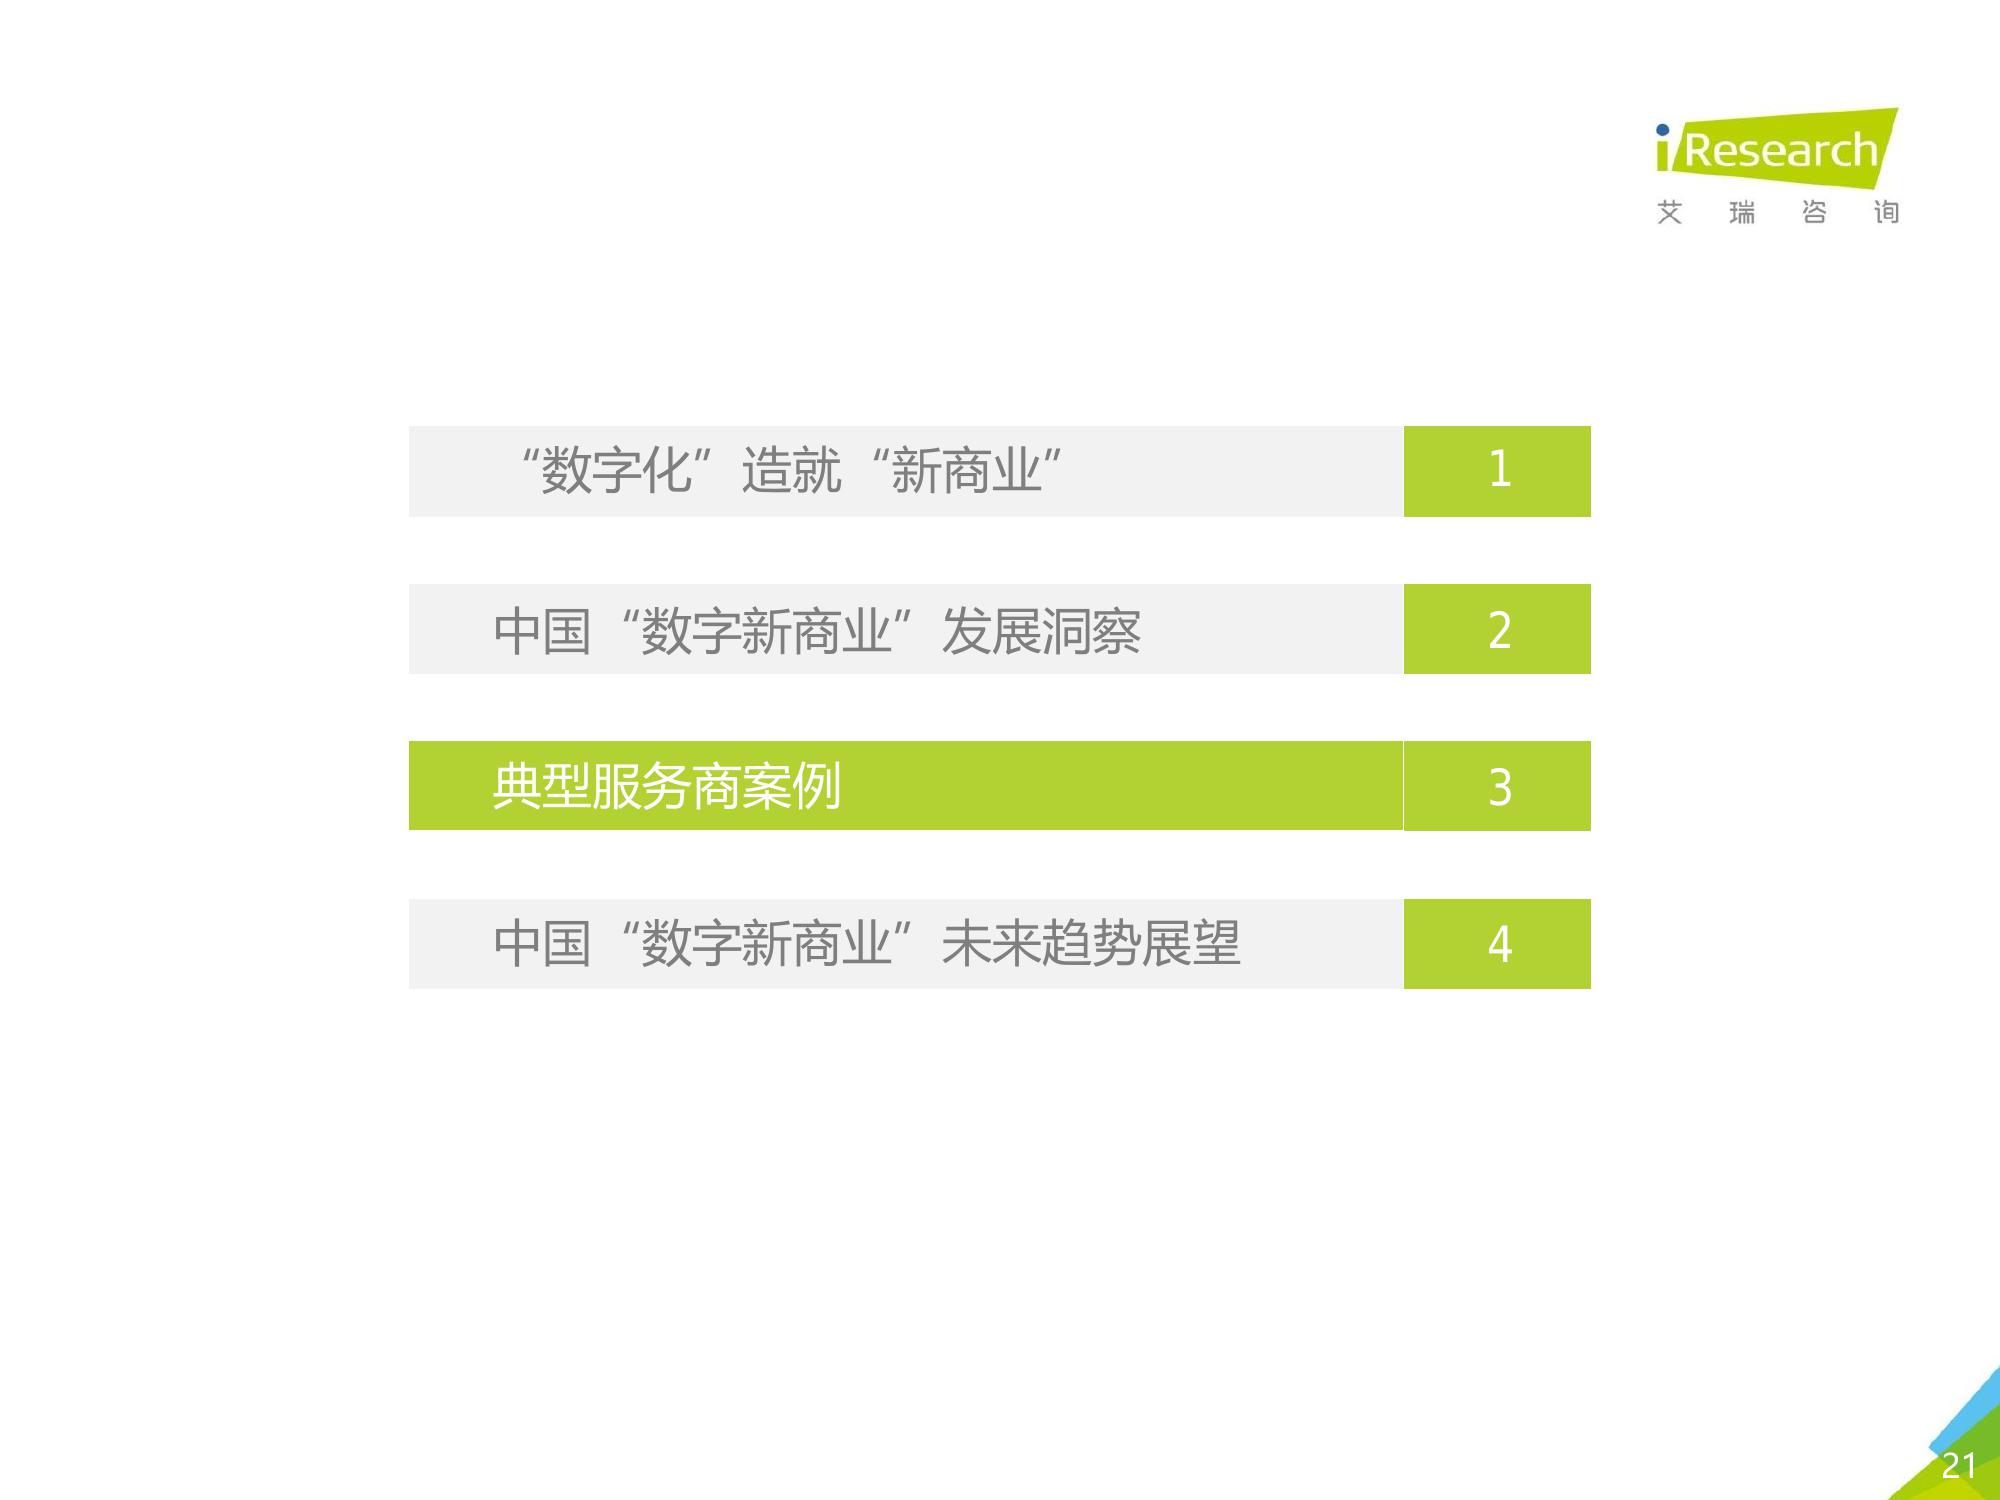 iResearch
艾瑞咨询
“数字化”造就“新商业” 1
中国“数字新商业”发展洞察 2
典型服务商案例 3
中国“数字新商业”未来趋势展望 4
21